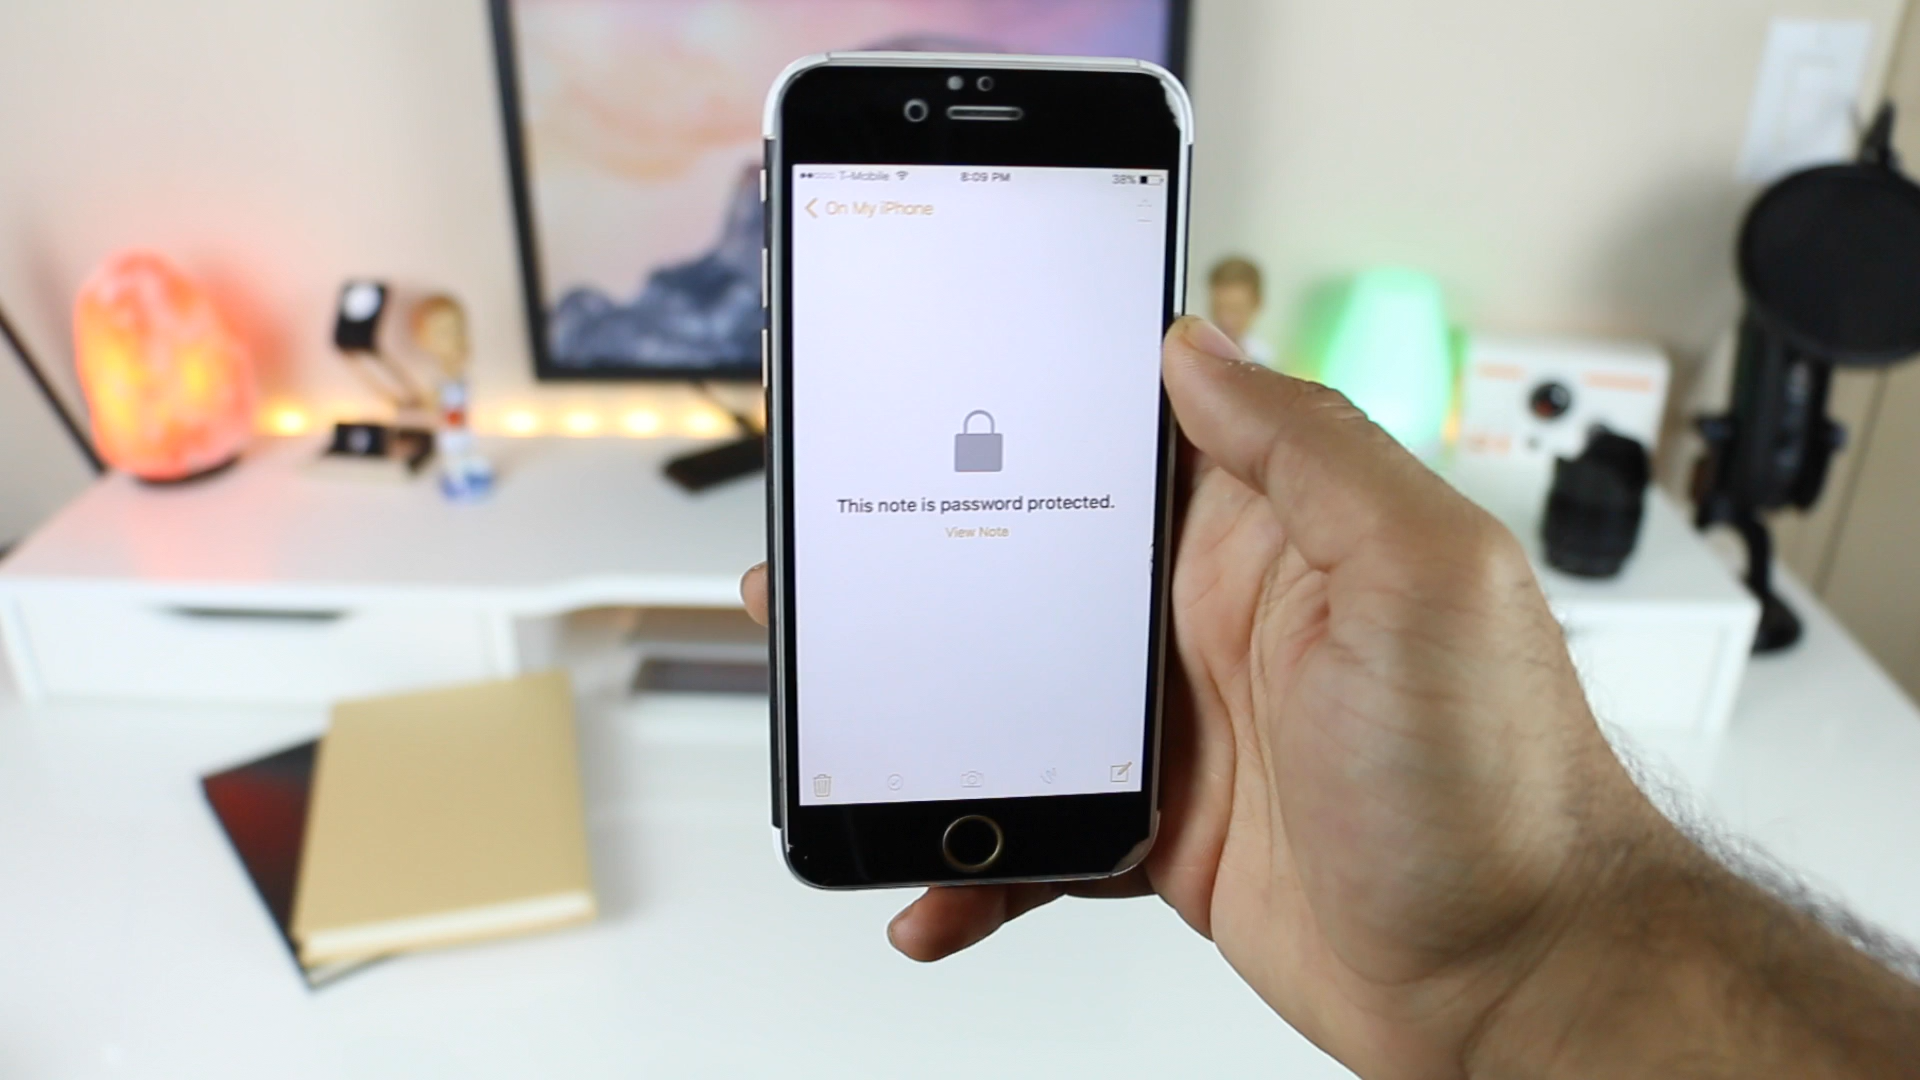 T-Mobile 8:09 PM 38%
On My iPhone
This note is password protected.
View Note